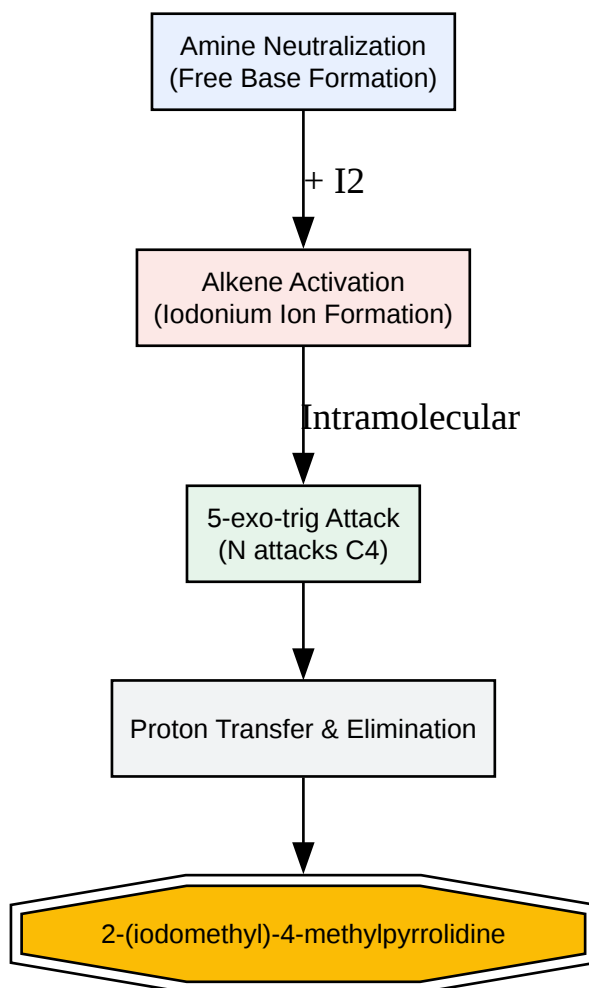 Amine Neutralization
(Free Base Formation)
+ I2
Alkene Activation
(Iodonium Ion Formation)
Intramolecular
5-exo-trig Attack
(N attacks C4)
Proton Transfer & Elimination
2-(iodomethyl)-4-methylpyrrolidine